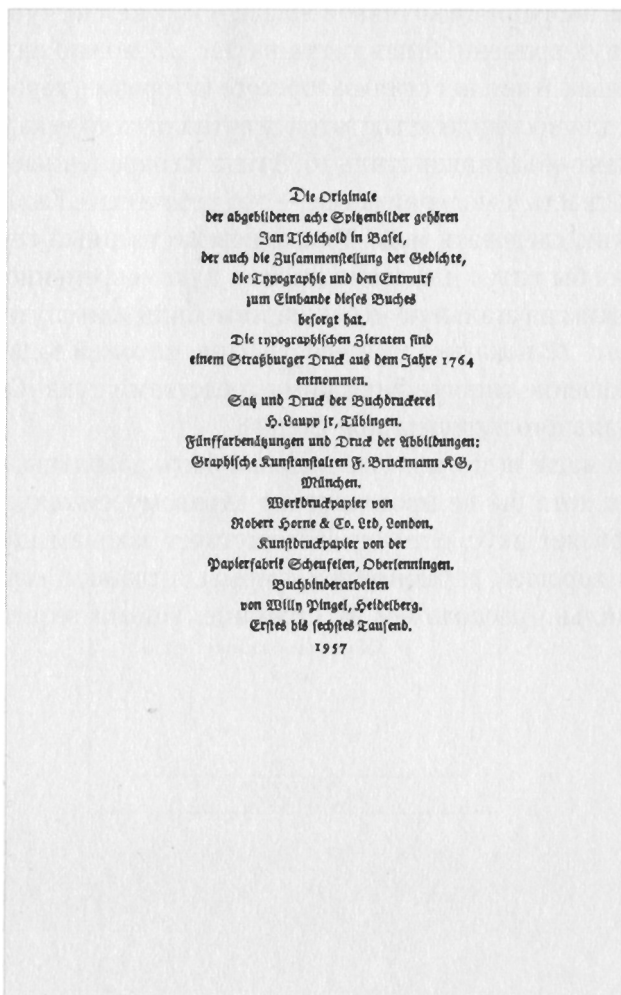 Die Originale
der abgebildeten acht Spitzenbilder gehören
Jan Tschichold in Basel,
der auch die Zusammenstellung der Gedichte,
die Typographie und den Entwurf
zum Einbande dieses Buches
besorgt hat.
Die typographischen Zieraten sind
einem Straßburger Druck aus dem Jahre 1764
entnommen.
Satz und Druck der Buchdruckerei
H. Laupp jr, Tübingen.
Fünffarbenätzungen und Druck der Abbildungen:
Graphische Kunstanstalten F. Bruckmann KG,
München.
Werkdruckpapier von
Robert Horne & Co. Ltd, London.
Kunstdruckpapier von der
Papierfabrik Scheufelen, Oberlenningen.
Buchbinderarbeiten
von Willy Pingel, Heidelberg.
Erstes bis sechstes Tausend.
1957